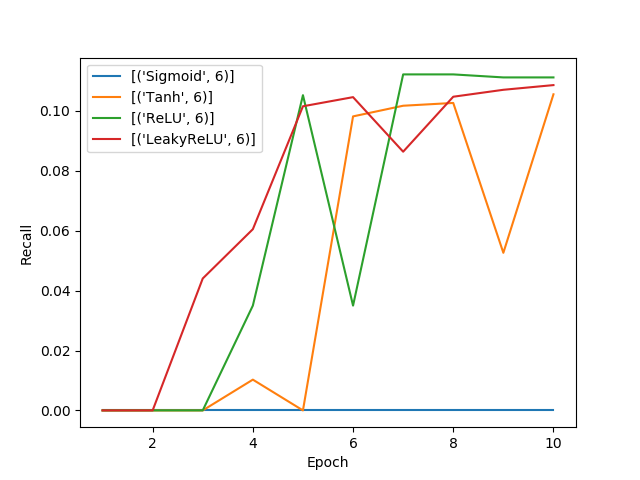 [('Sigmoid', 6)]
[('Tanh', 6)]
[('ReLU', 6)]
[('LeakyReLU', 6)]
0.10
0.08
0.06
0.04
0.02
0.00
Recall
2 4 6 8 10
Epoch